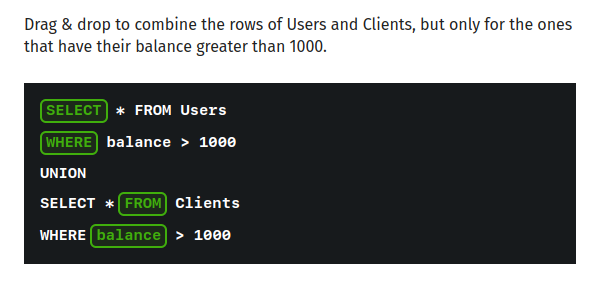 Drag & drop to combine the rows of Users and Clients, but only for the ones
that have their balance greater than 1000.
SELECT * FROM Users
WHERE balance > 1000
UNION
SELECT * FROM Clients
WHERE balance > 1000